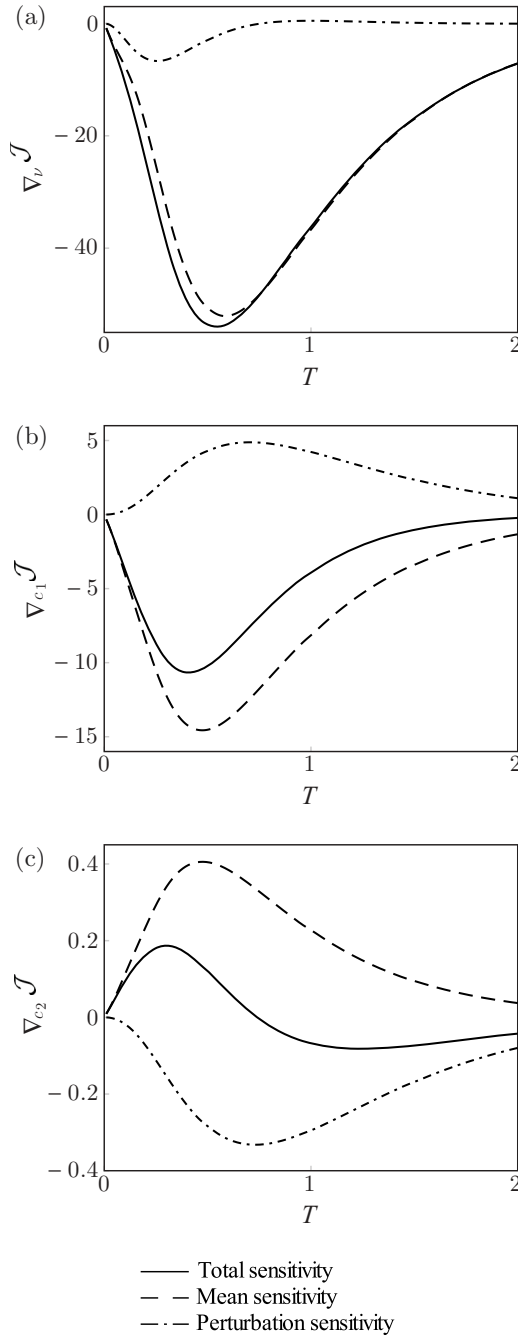 (a)
0
− 20
− 40
∇ν 𝒥
0
1
2
T
(b)
5
0
− 5
− 10
− 15
∇c1 𝒥
0
1
2
T
(c)
0.4
0.2
0
− 0.2
− 0.4
∇c2 𝒥
0
1
2
T
Total sensitivity
Mean sensitivity
Perturbation sensitivity